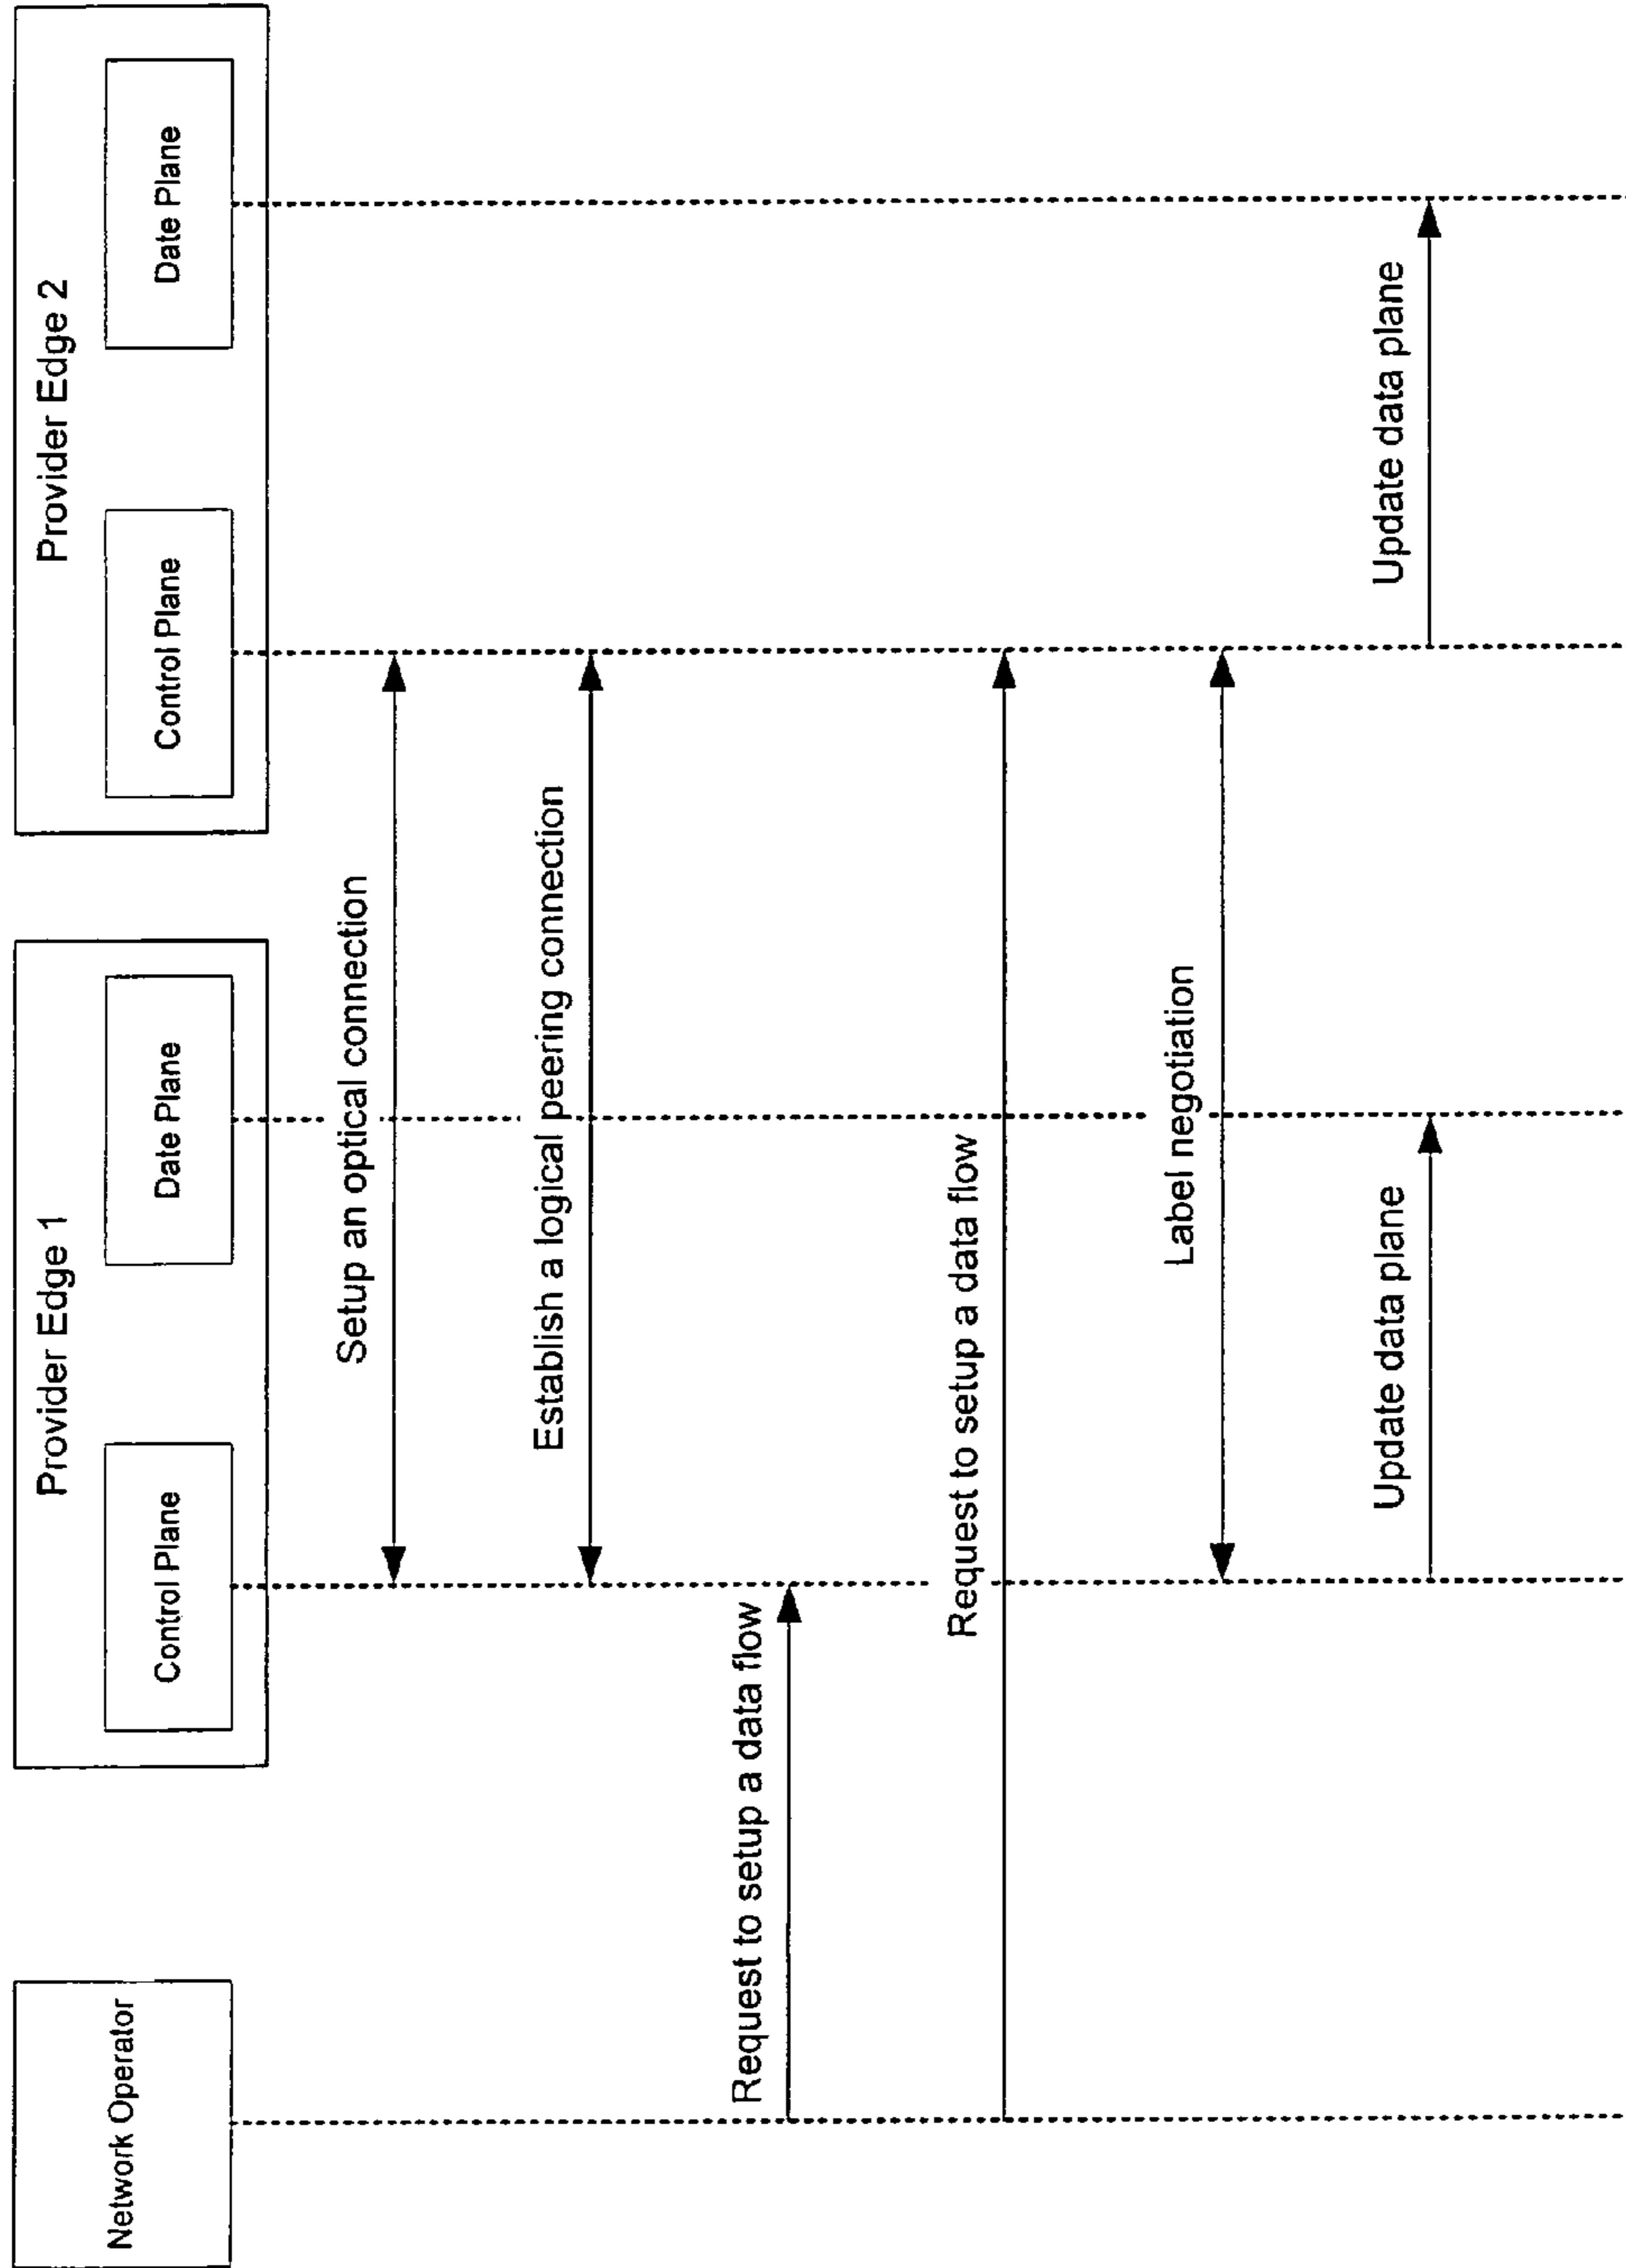 Network Operator
Provider Edge 1
Control Plane
Date Plane
Provider Edge 2
Control Plane
Date Plane
Setup an optical connection
Establish a logical peering connection
Request to setup a data flow
Request to setup a data flow
Label negotiation
Update data plane
Update data plane